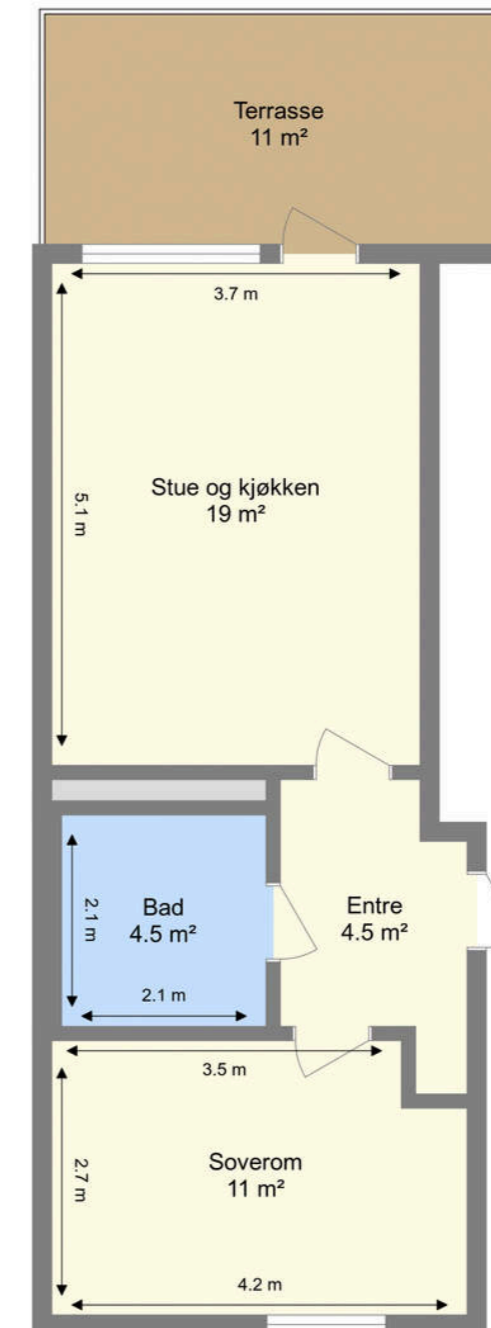 Terrasse
11 m²
3.7 m
5.1 m
Stue og kjøkken
19 m²
2.1 m
Bad
4.5 m²
2.1 m
Entre
4.5 m²
3.5 m
2.7 m
Soverom
11 m²
4.2 m